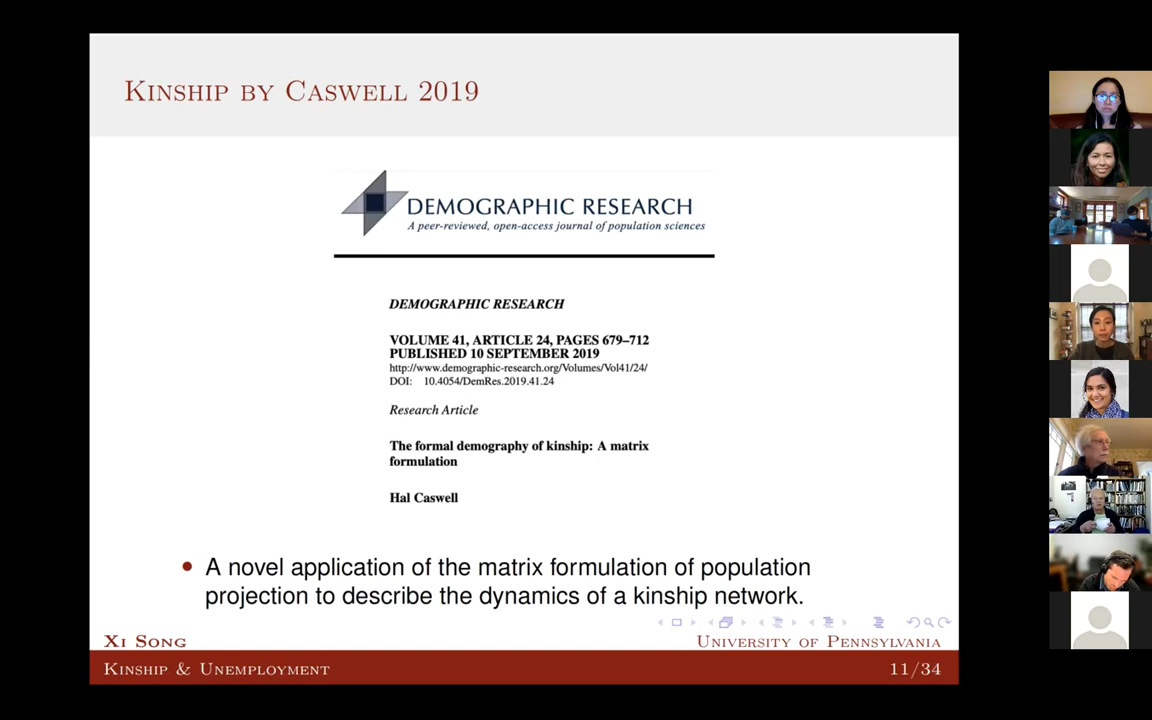 KINSHIP BY CASWELL 2019
DEMOGRAPHIC RESEARCH
A peer-reviewed, open-access journal of population sciences
DEMOGRAPHIC RESEARCH
VOLUME 41, ARTICLE 24, PAGES 679–712
PUBLISHED 10 SEPTEMBER 2019
http://www.demographic-research.org/Volumes/Vol41/24/
DOI: 10.4054/DemRes.2019.41.24
Research Article
The formal demography of kinship: A matrix
formulation
Hal Caswell
• A novel application of the matrix formulation of population
projection to describe the dynamics of a kinship network.
XI SONG
UNIVERSITY OF PENNSYLVANIA
KINSHIP & UNEMPLOYMENT
11/34